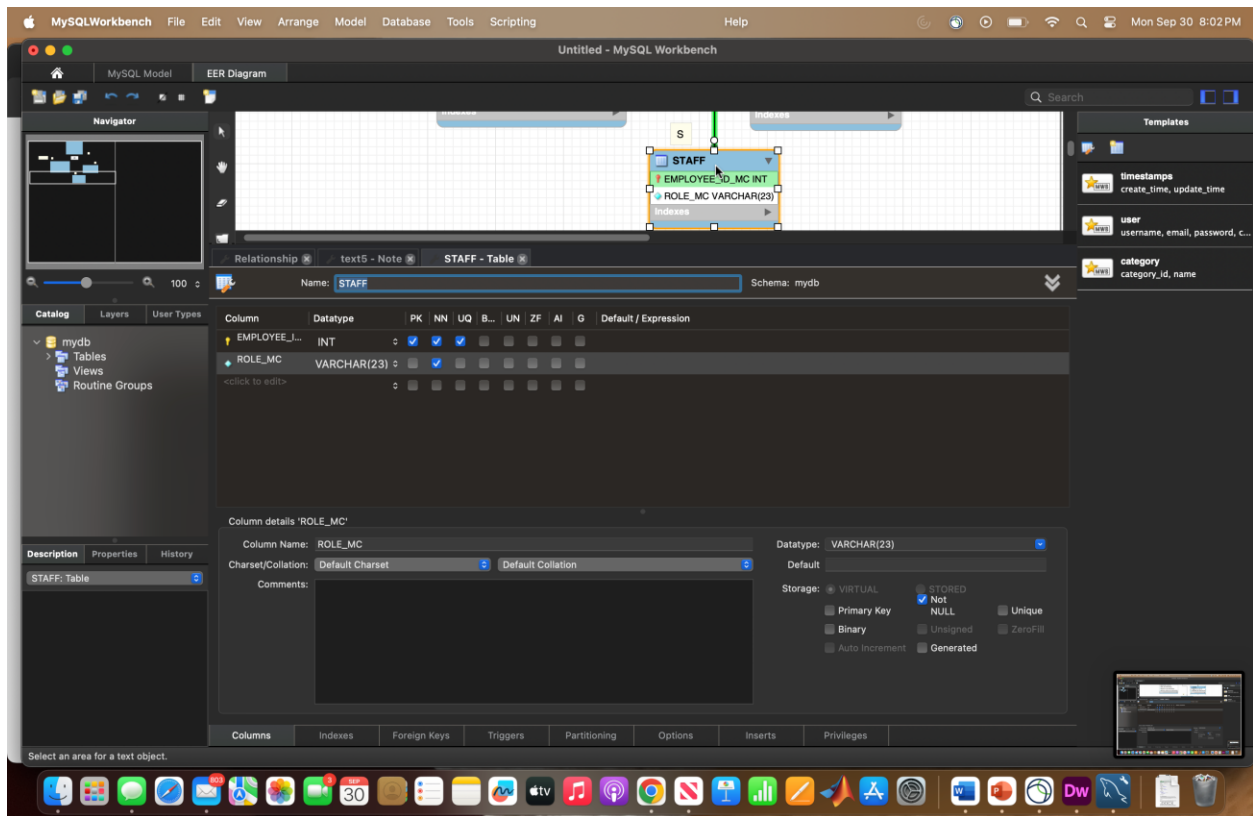 MySQLWorkbench File Edit View Arrange Model Database Tools Scripting Help Mon Sep 30 8:02 PM
Untitled - MySQL Workbench
MySQL Model EER Diagram
Search
Navigator
Templates
Indexes
Indexes
S
STAFF
EMPLOYEE_ID_MC INT
ROLE_MC VARCHAR(23)
Indexes
timestamps
create_time, update_time
user
username, email, password, c...
category
category_id, name
Relationship text5 - Note STAFF - Table
100
Name: STAFF Schema: mydb
Catalog Layers User Types
Column Datatype PK NN UQ B... UN ZF AI G Default / Expression
EMPLOYEE_I... INT
ROLE_MC VARCHAR(23)
<click to edit>
mydb
Tables
Views
Routine Groups
Column details 'ROLE_MC'
Column Name: ROLE_MC Datatype: VARCHAR(23)
Charset/Collation: Default Charset Default Collation Default
Comments: Storage: VIRTUAL STORED
Primary Key Not NULL Unique
Binary Unsigned ZeroFill
Auto Increment Generated
Description Properties History
STAFF: Table
Columns Indexes Foreign Keys Triggers Partitioning Options Inserts Privileges
Select an area for a text object.
803
3
SEP
30
tv
W
P
Dw
DOCX